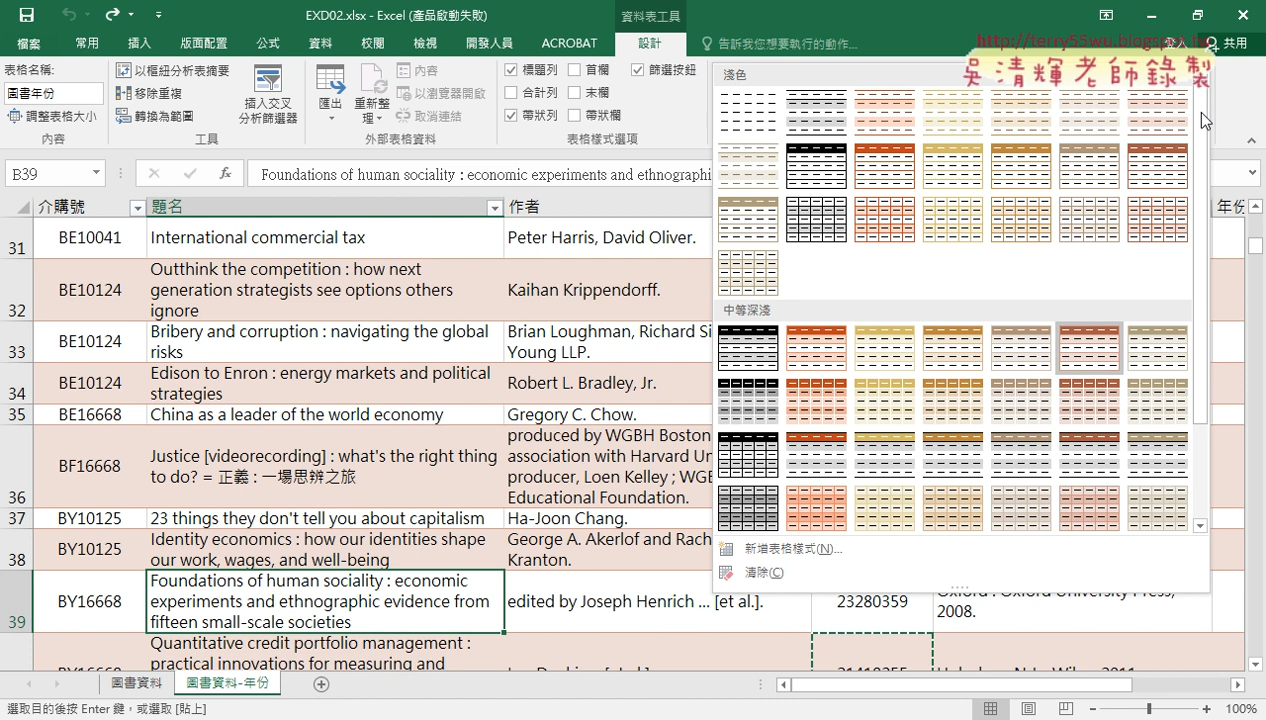 EXD02.xlsx - Excel (產品啟動失敗)
資料表工具
檔案 常用 插入 版面配置 公式 資料 校閱 檢視 開發人員 ACROBAT 設計 告訴我您想要執行的動作... 登入 共用
http://terry55wu.blogspot.tw
吳清輝老師錄製
表格名稱:
圖書年份
調整表格大小
內容
以樞紐分析表摘要
移除重複
轉換為範圍
插入交叉
分析篩選器
工具
匯出
重新整
理
內容
以瀏覽器開啟
取消連結
外部表格資料
標題列 首欄 篩選按鈕
合計列 末欄
帶狀列 帶狀欄
表格樣式選項
淺色
中等深淺
新增表格樣式(N)...
清除(C)
B39
fx
Foundations of human sociality : economic experiments and ethnographi
介購號 題名 作者 年份
31 BE10041 International commercial tax Peter Harris, David Oliver.
32 BE10124 Outthink the competition : how next
generation strategists see options others
ignore Kaihan Krippendorff.
33 BE10124 Bribery and corruption : navigating the global
risks Brian Loughman, Richard Si
Young LLP.
34 BE10124 Edison to Enron : energy markets and political
strategies Robert L. Bradley, Jr.
35 BE16668 China as a leader of the world economy Gregory C. Chow.
36 BF16668 Justice [videorecording] : what's the right thing
to do? = 正義 : 一場思辨之旅 produced by WGBH Boston
association with Harvard Un
producer, Loen Kelley ; WGB
Educational Foundation.
37 BY10125 23 things they don't tell you about capitalism Ha-Joon Chang.
38 BY10125 Identity economics : how our identities shape
our work, wages, and well-being George A. Akerlof and Rach
Kranton.
39 BY16668 Foundations of human sociality : economic
experiments and ethnographic evidence from
fifteen small-scale societies edited by Joseph Henrich ... [et al.]. 23280359 Oxford : Oxford University Press,
2008.
Quantitative credit portfolio management :
practical innovations for measuring and
圖書資料 圖書資料-年份
選取目的後按 Enter 鍵，或選取 [貼上]
100%